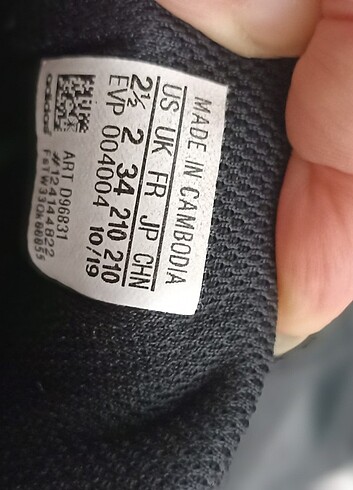 MADE IN CAMBODIA
US UK FR JP CHN
2½ 2 34 210 210
EVP 004004 10/19
adidas
ART D96831
#1124144822